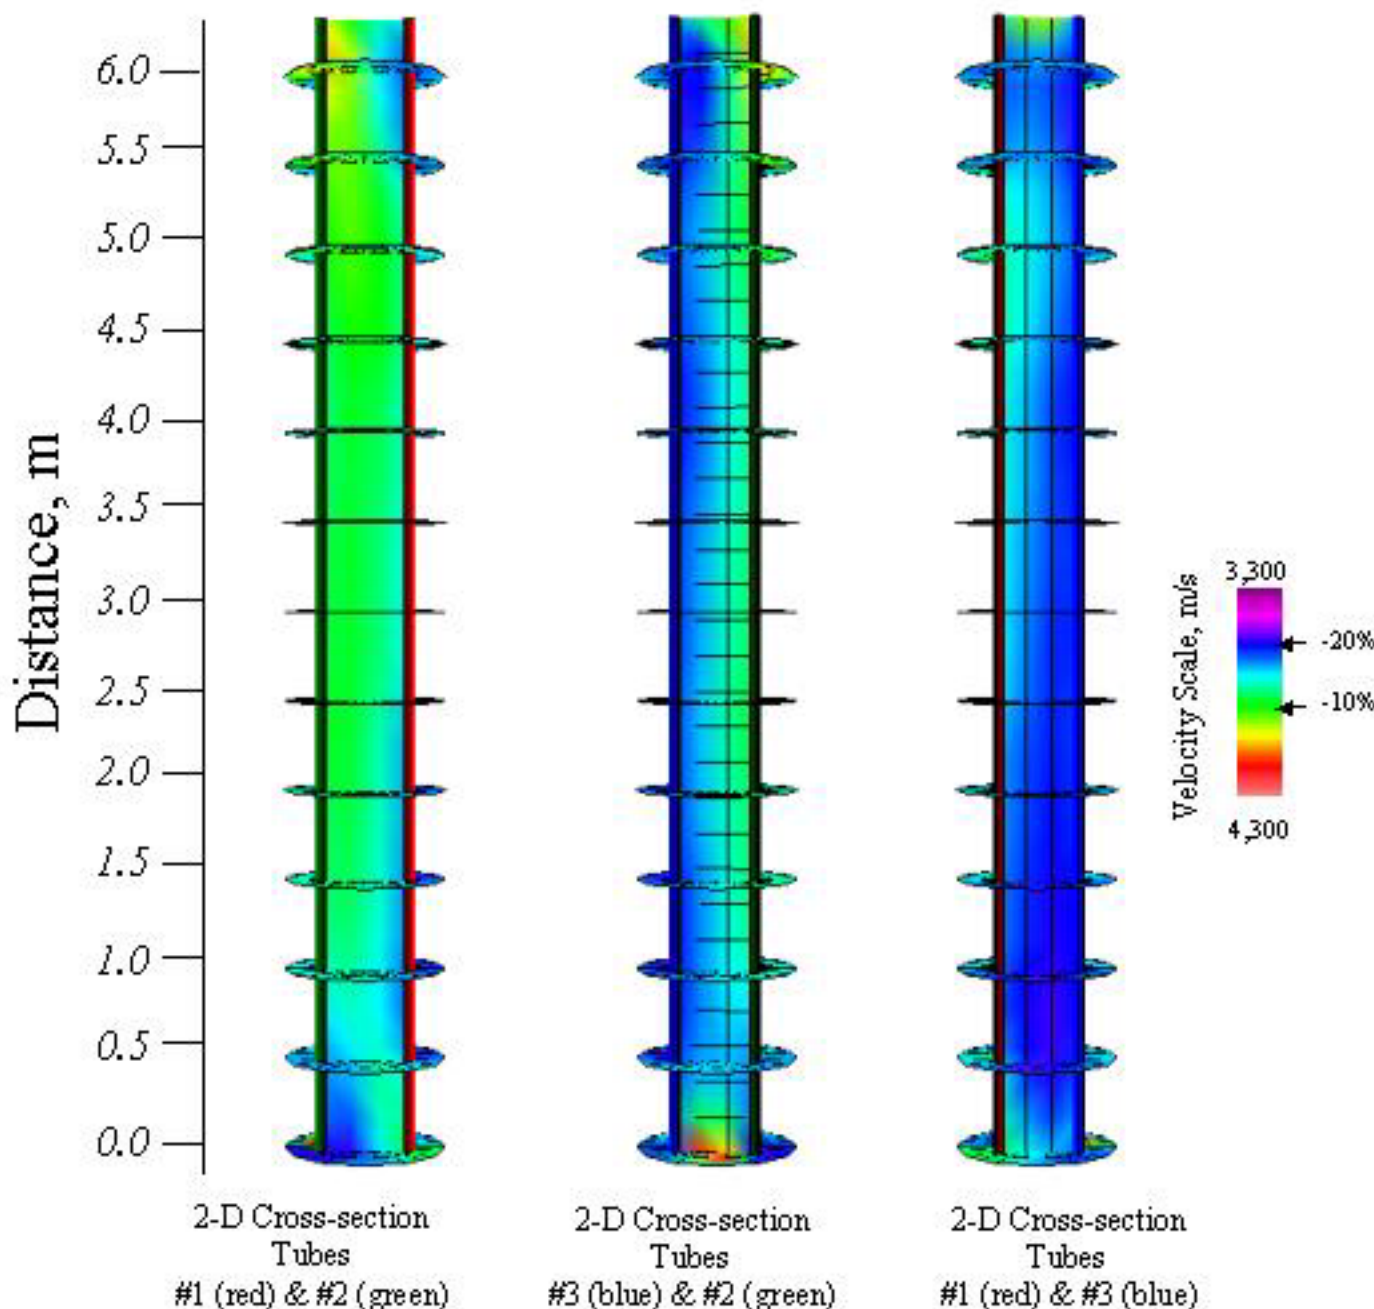 6.0
5.5
5.0
4.5
4.0
3.5
3.0
2.5
2.0
1.5
1.0
0.5
0.0
Distance, m
Velocity Scale, m/s
3,300
-20%
-10%
4,300
2-D Cross-section
Tubes
#1 (red) & #2 (green)
2-D Cross-section
Tubes
#3 (blue) & #2 (green)
2-D Cross-section
Tubes
#1 (red) & #3 (blue)